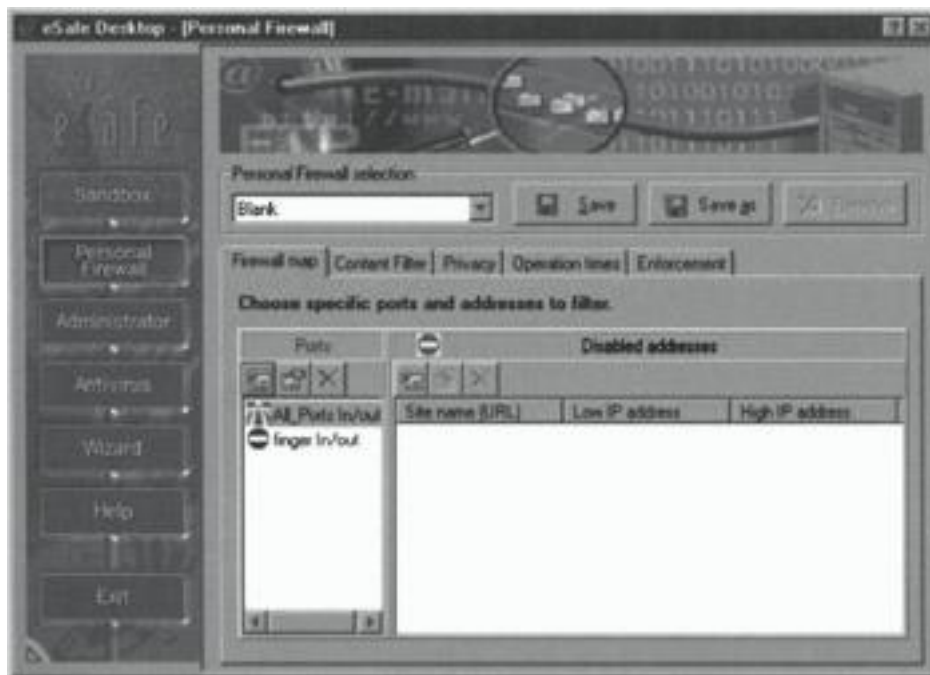 eSafe Desktop - [Personal Firewall]
eSafe
Sandbox
Personal
Firewall
Administrator
Antivirus
Wizard
Help
Exit
@
e-mail
Personal Firewall selection
Blank
Save
Save as
Firewall map
Content Filter
Privacy
Operation times
Enforcement
Choose specific ports and addresses to filter.
Ports
Disabled addresses
All_Ports In/out
finger In/out
Site name (URL)
Low IP address
High IP address